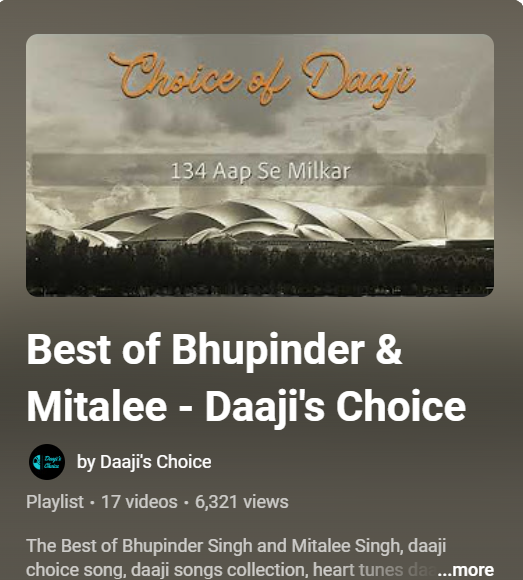 Choice of Daaji
134 Aap Se Milkar
Best of Bhupinder &
Mitalee - Daaji's Choice
Daaji's
Choice
by Daaji's Choice
Playlist • 17 videos • 6,321 views
The Best of Bhupinder Singh and Mitalee Singh, daaji
choice song, daaji songs collection, heart tunes ...more